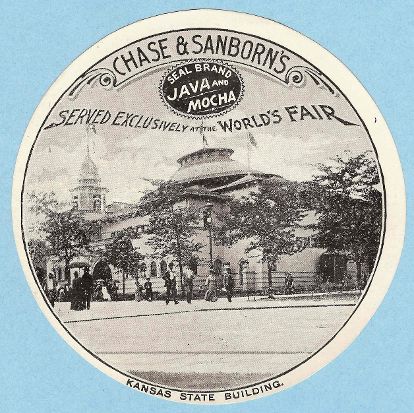 CHASE & SANBORN'S
SEAL BRAND
JAVA AND
MOCHA
SERVED EXCLUSIVELY AT THE WORLD'S FAIR
KANSAS STATE BUILDING.